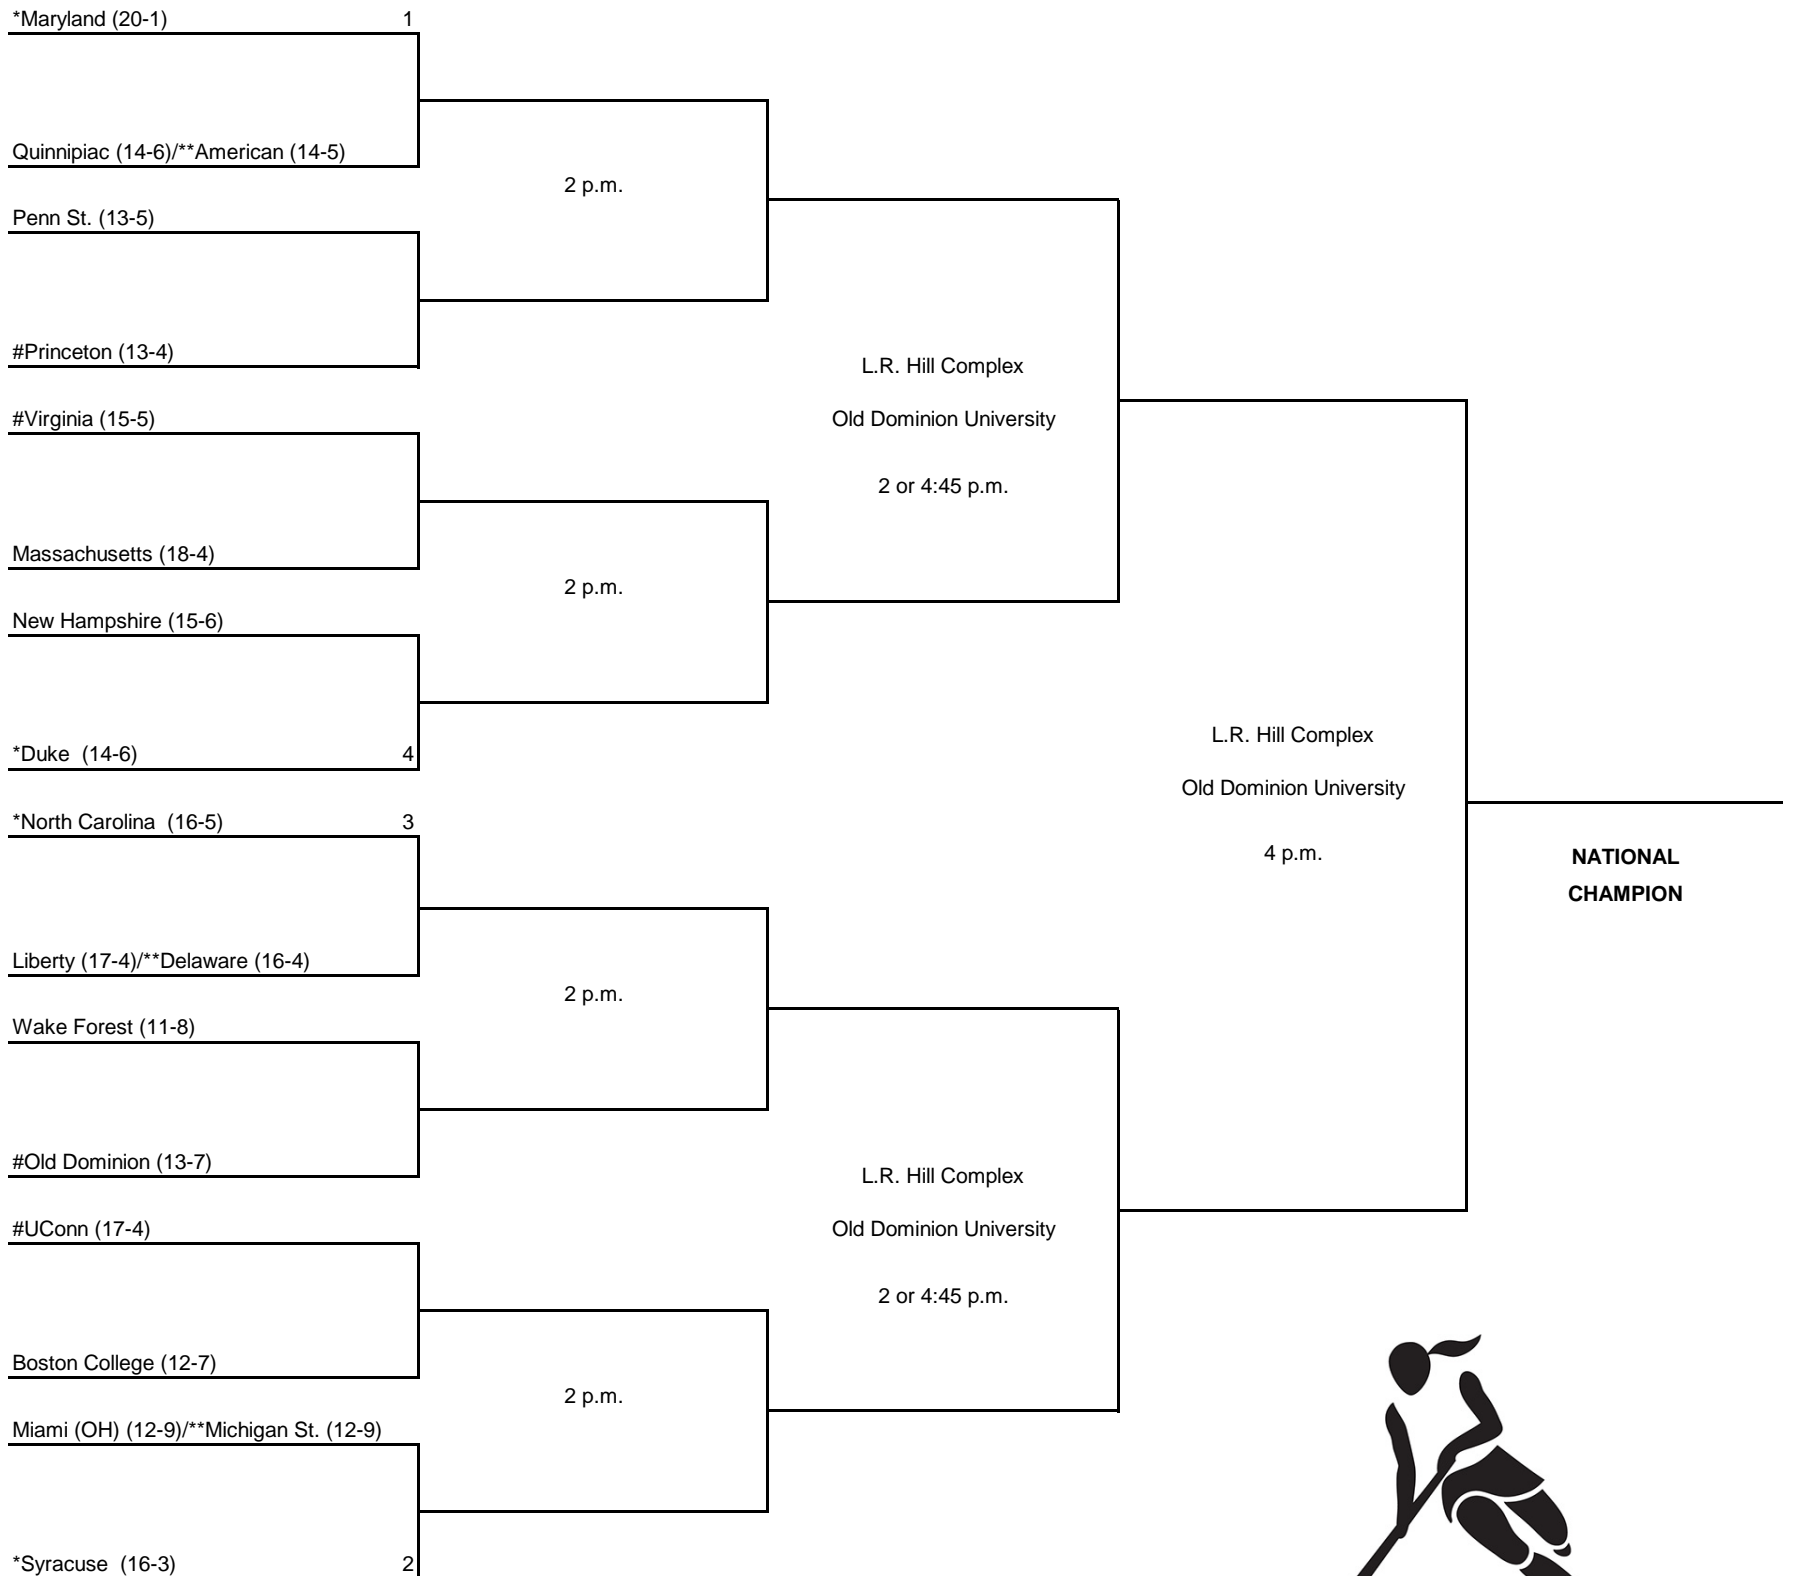 *Maryland (20-1) 1
Quinnipiac (14-6)/**American (14-5)
2 p.m.
Penn St. (13-5)
#Princeton (13-4)
L.R. Hill Complex
#Virginia (15-5)
Old Dominion University
2 or 4:45 p.m.
Massachusetts (18-4)
2 p.m.
New Hampshire (15-6)
L.R. Hill Complex
*Duke (14-6) 4
Old Dominion University
*North Carolina (16-5) 3
4 p.m.
NATIONAL
CHAMPION
Liberty (17-4)/**Delaware (16-4)
2 p.m.
Wake Forest (11-8)
#Old Dominion (13-7)
L.R. Hill Complex
#UConn (17-4)
Old Dominion University
2 or 4:45 p.m.
Boston College (12-7)
2 p.m.
Miami (OH) (12-9)/**Michigan St. (12-9)
*Syracuse (16-3) 2